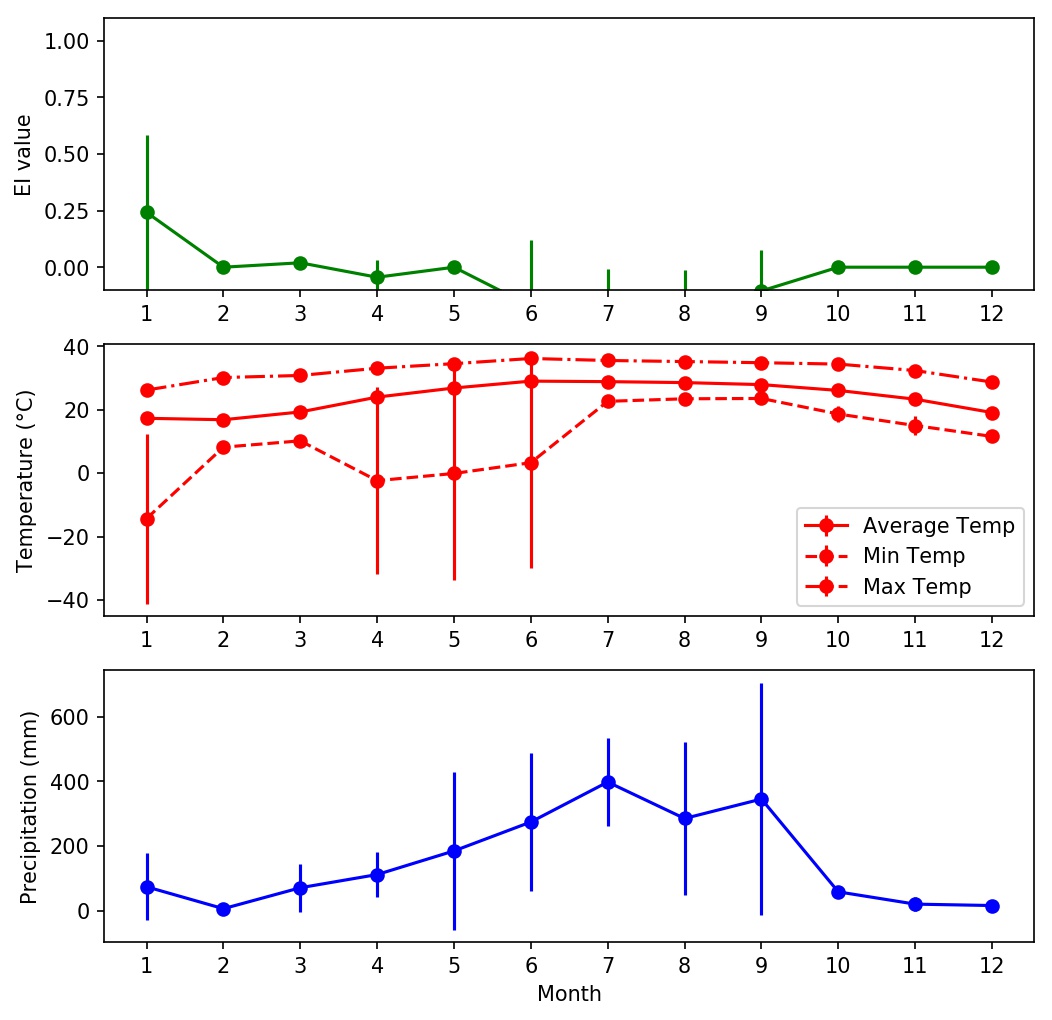 1.00
0.75
0.50
0.25
0.00
EI value
1 2 3 4 5 6 7 8 9 10 11 12
40
20
0
−20
−40
Temperature (°C)
Average Temp
Min Temp
Max Temp
1 2 3 4 5 6 7 8 9 10 11 12
600
400
200
0
Precipitation (mm)
1 2 3 4 5 6 7 8 9 10 11 12
Month